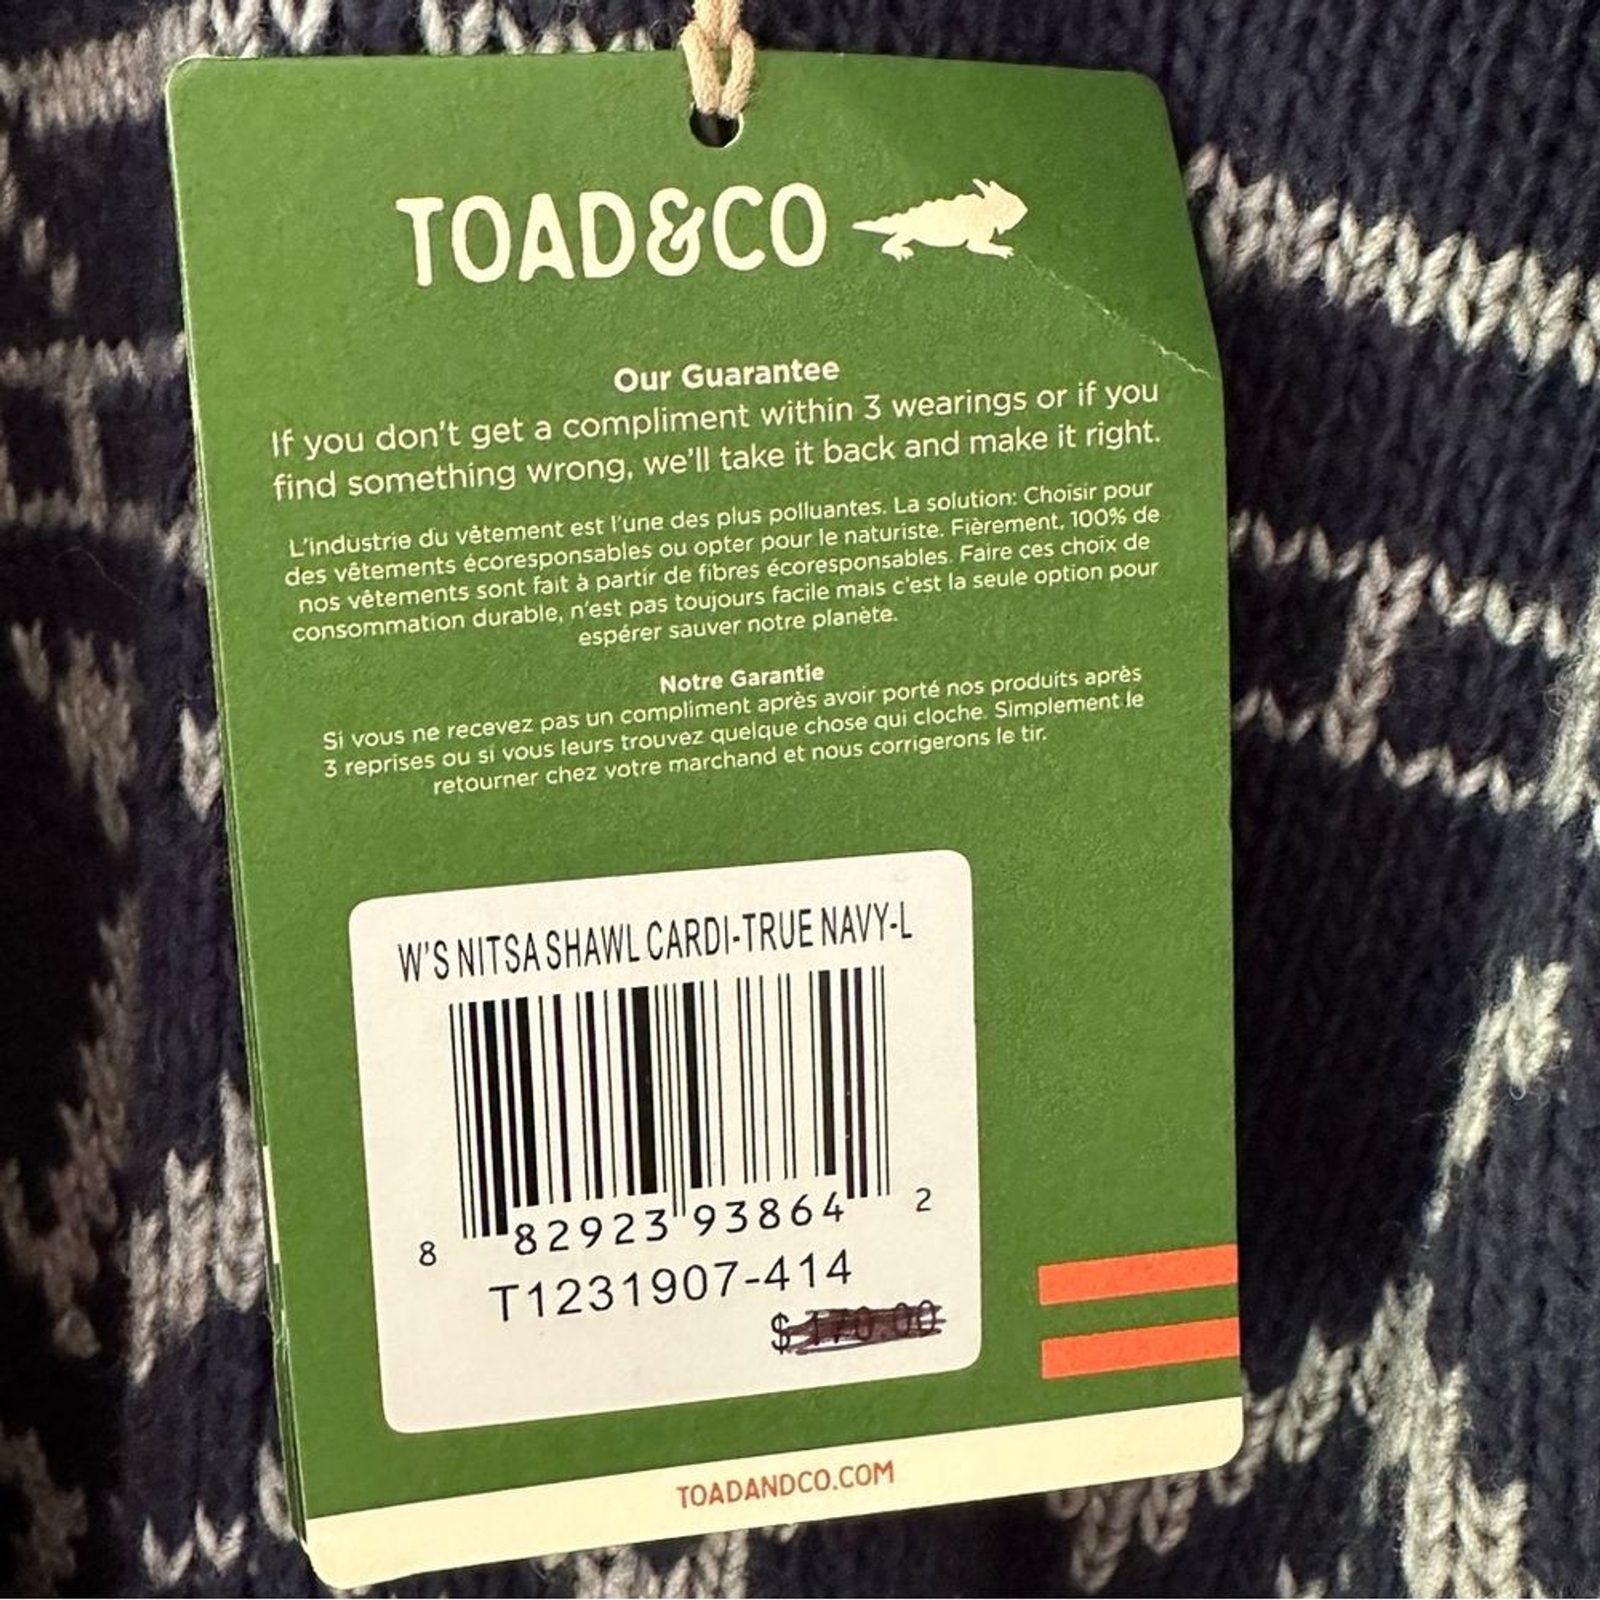 TOAD&CO
Our Guarantee
If you don't get a compliment within 3 wearings or if you
find something wrong, we'll take it back and make it right.
L'industrie du vêtement est l'une des plus polluantes. La solution: Choisir pour
des vêtements écoresponsables ou opter pour le naturiste. Fièrement, 100% de
nos vêtements sont fait à partir de fibres écoresponsables. Faire ces choix de
consommation durable, n'est pas toujours facile mais c'est la seule option pour
espérer sauver notre planète.
Notre Garantie
Si vous ne recevez pas un compliment après avoir porté nos produits après
3 reprises ou si vous leurs trouvez quelque chose qui cloche. Simplement le
retourner chez votre marchand et nous corrigerons le tir.
W'S NITSA SHAWL CARDI-TRUE NAVY-L
8 82923 93864 2
T1231907-414
$170.00
TOADANDCO.COM